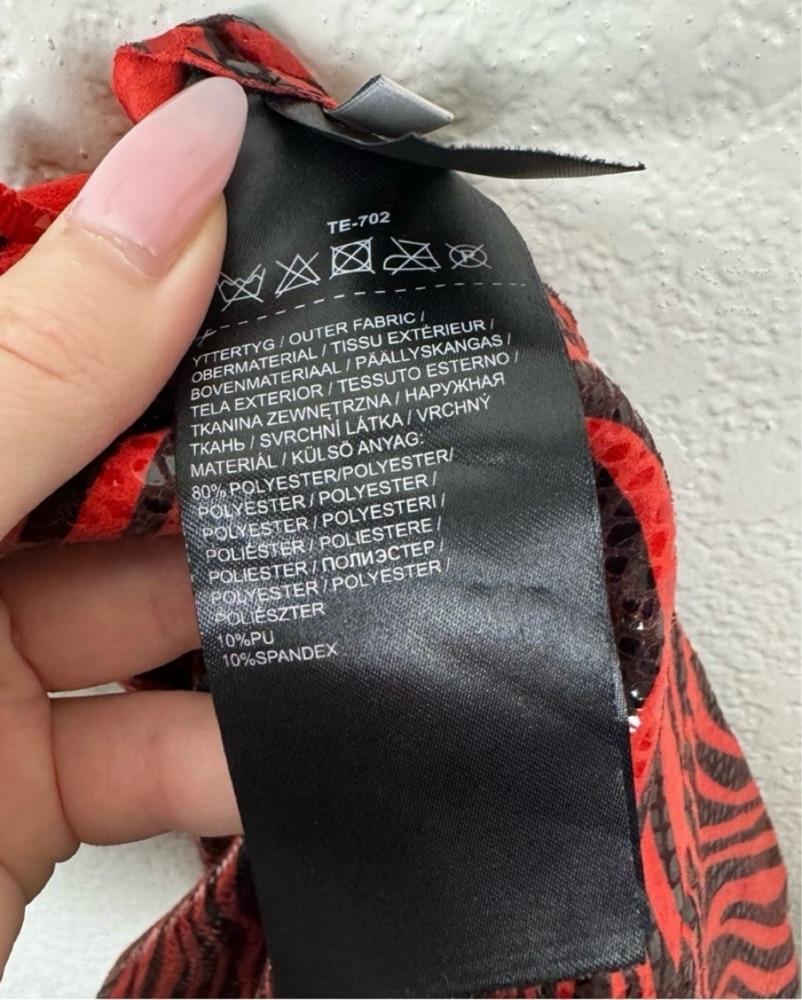 TE-702
YTTERTYG / OUTER FABRIC /
OBERMATERIAL / TISSU EXTÉRIEUR /
BOVENMATERIAAL / PÄÄLLYSKANGAS /
TELA EXTERIOR / TESSUTO ESTERNO /
TKANINA ZEWNĘTRZNA / НАРУЖНАЯ
ТКАНЬ / SVRCHNÍ LÁTKA / VRCHNÝ
MATERIÁL / KÜLSÖ ANYAG:
80% POLYESTER/POLYESTER/
POLYESTER / POLYESTER /
POLYESTER / POLYESTERI /
POLIÉSTER / POLIESTERE /
POLIESTER / ПОЛИЭСТЕР /
POLYESTER / POLYESTER /
POLIÉSZTER
10%PU
10%SPANDEX